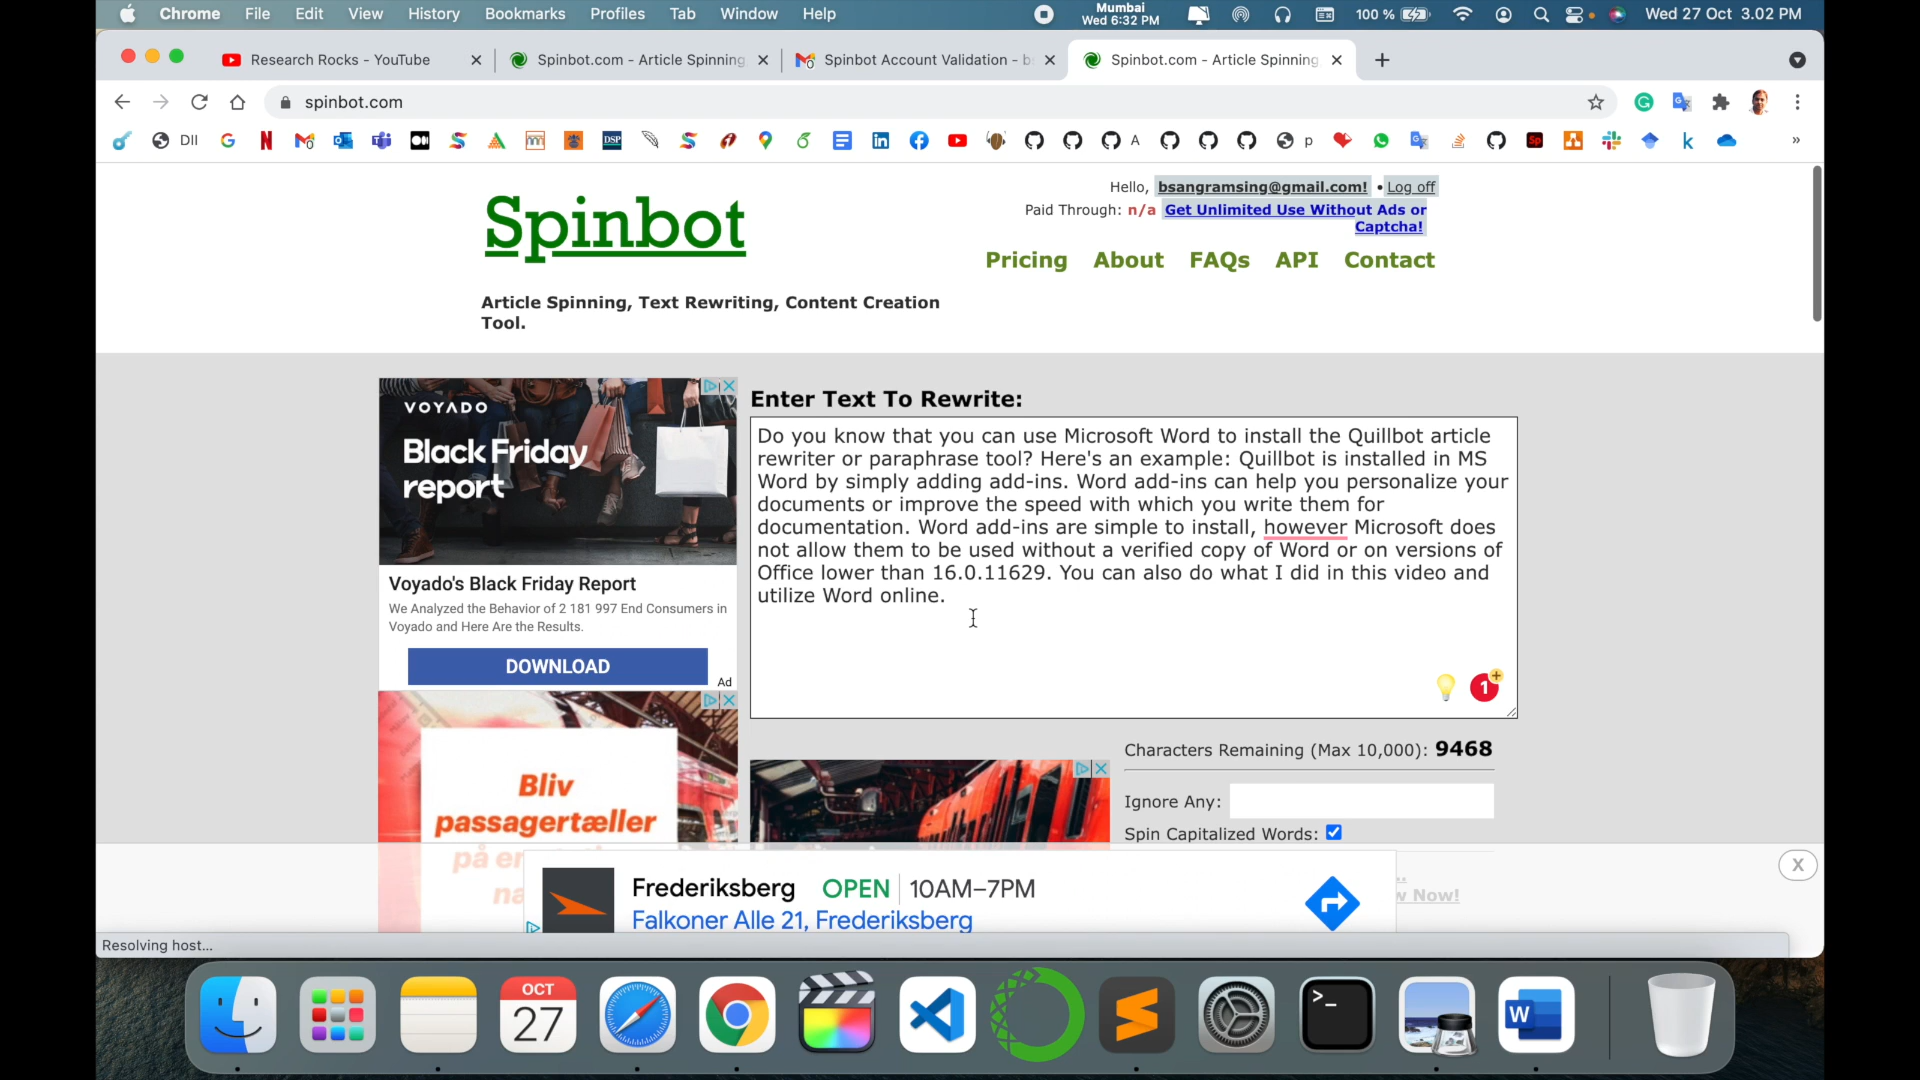 Chrome File Edit View History Bookmarks Profiles Tab Window Help
Mumbai
Wed 6:32 PM
100 %
Wed 27 Oct 3.02 PM
Research Rocks - YouTube
Spinbot.com - Article Spinning
Spinbot Account Validation - b
Spinbot.com - Article Spinning
spinbot.com
DII
DSP
A
p
Sp
k
»
Hello, bsangramsing@gmail.com! • Log off
Paid Through: n/a Get Unlimited Use Without Ads or
Captcha!
Spinbot
Pricing About FAQs API Contact
Article Spinning, Text Rewriting, Content Creation
Tool.
VOYADO
Black Friday
report
Voyado's Black Friday Report
We Analyzed the Behavior of 2 181 997 End Consumers in
Voyado and Here Are the Results.
DOWNLOAD
Ad
Enter Text To Rewrite:
Do you know that you can use Microsoft Word to install the Quillbot article
rewriter or paraphrase tool? Here's an example: Quillbot is installed in MS
Word by simply adding add-ins. Word add-ins can help you personalize your
documents or improve the speed with which you write them for
documentation. Word add-ins are simple to install, however Microsoft does
not allow them to be used without a verified copy of Word or on versions of
Office lower than 16.0.11629. You can also do what I did in this video and
utilize Word online.
1
Characters Remaining (Max 10,000): 9468
Ignore Any:
Spin Capitalized Words:
Bliv
passagertæller
på en
na
w Now!
X
Frederiksberg OPEN 10AM–7PM
Falkoner Alle 21, Frederiksberg
Resolving host...
OCT
27
W